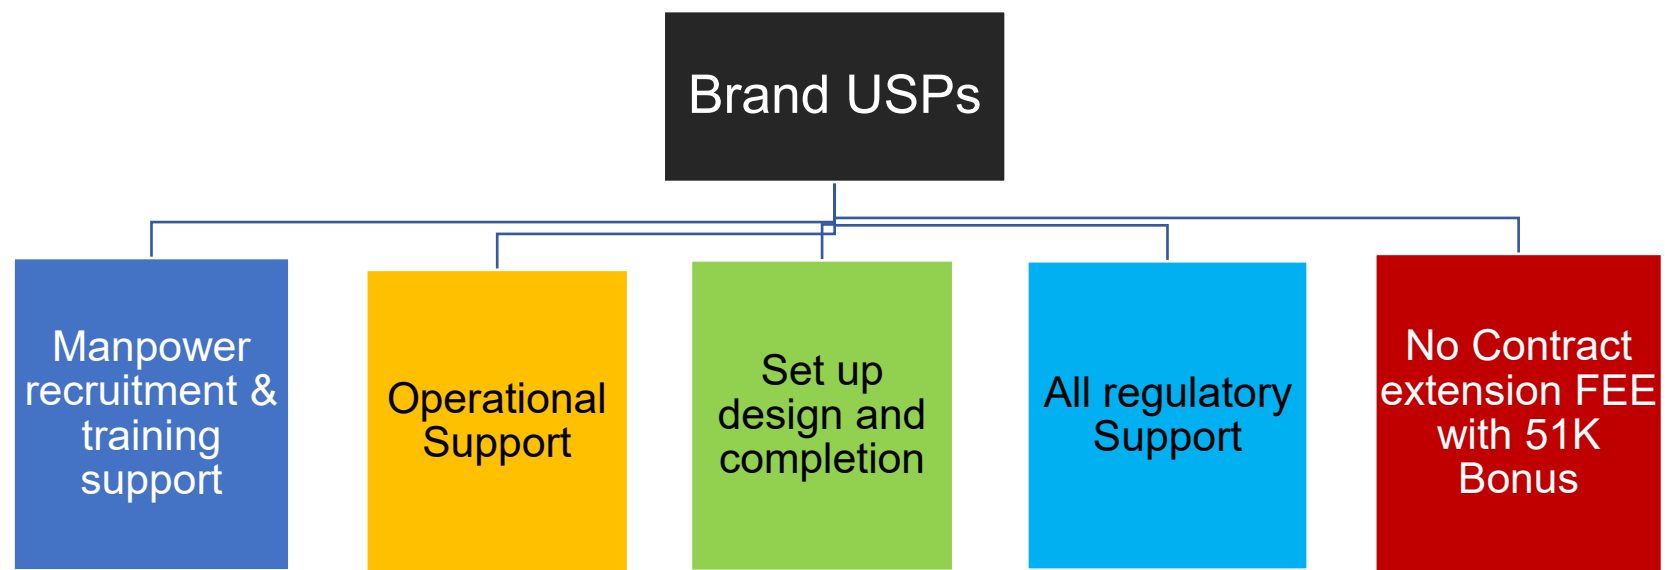 Brand USPs
Manpower
recruitment &
training
support
Operational
Support
Set up
design and
completion
All regulatory
Support
No Contract
extension FEE
with 51K
Bonus